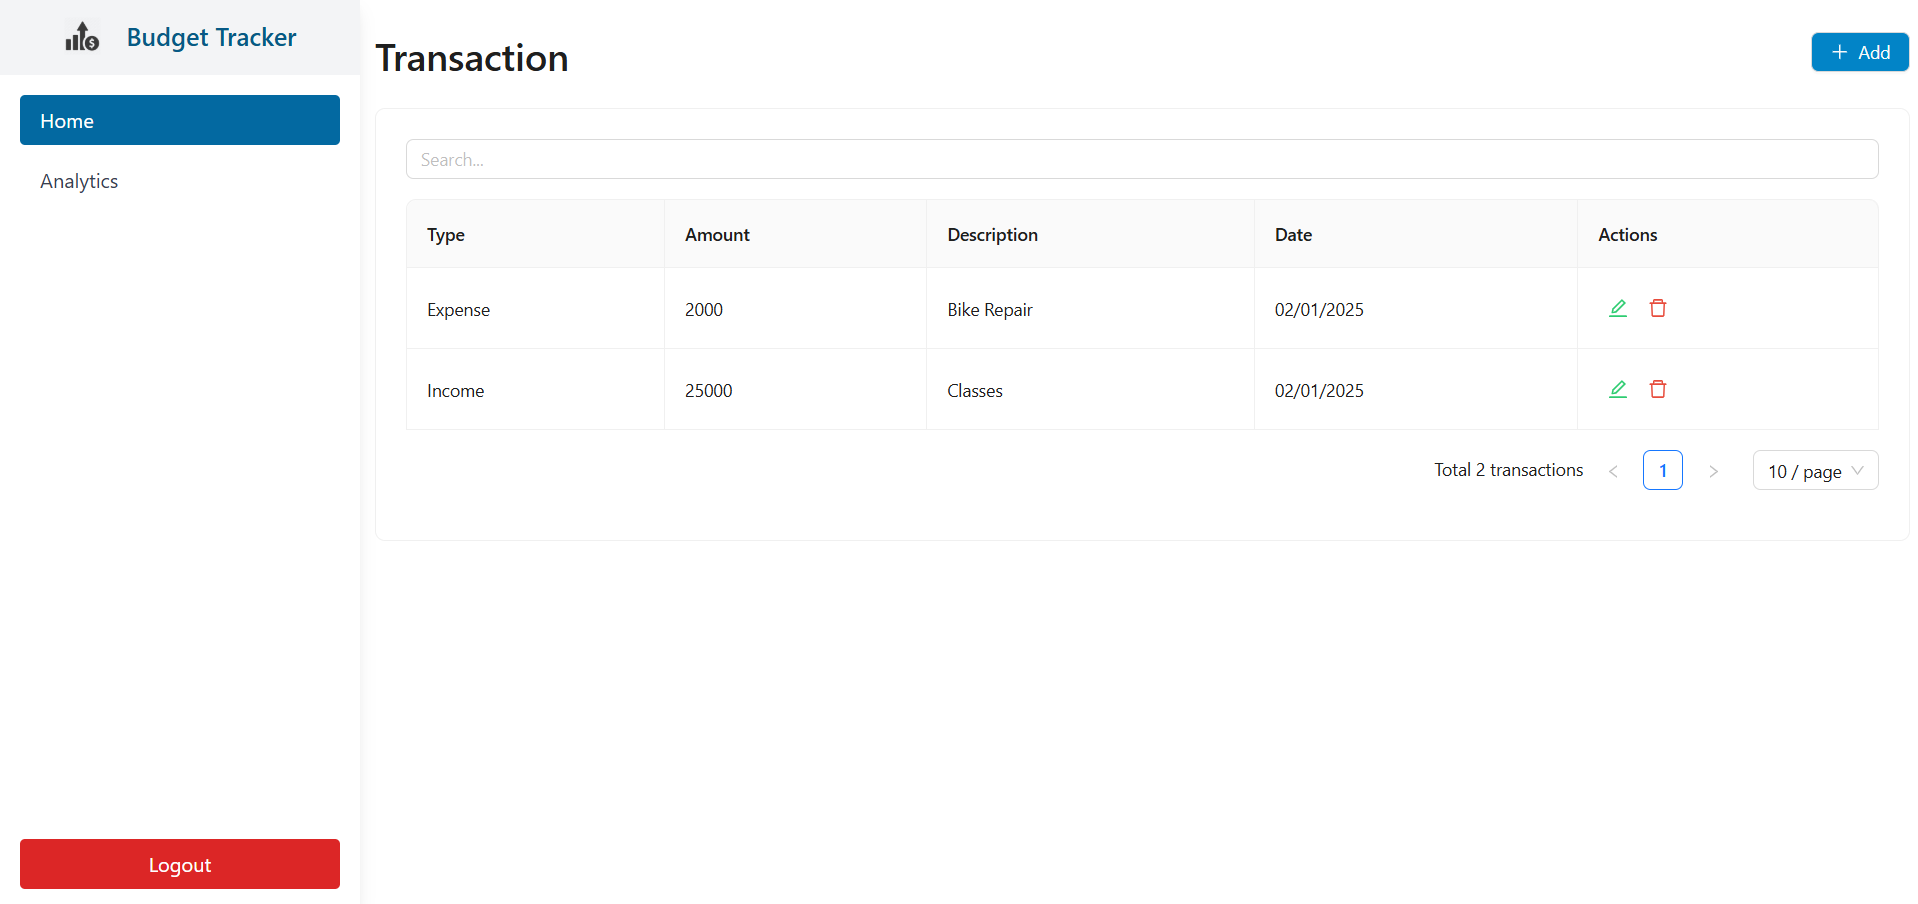 Budget Tracker
Home
Analytics
Logout
Transaction
+ Add
Search...
Type Amount Description Date Actions
Expense 2000 Bike Repair 02/01/2025
Income 25000 Classes 02/01/2025
Total 2 transactions < 1 > 10 / page